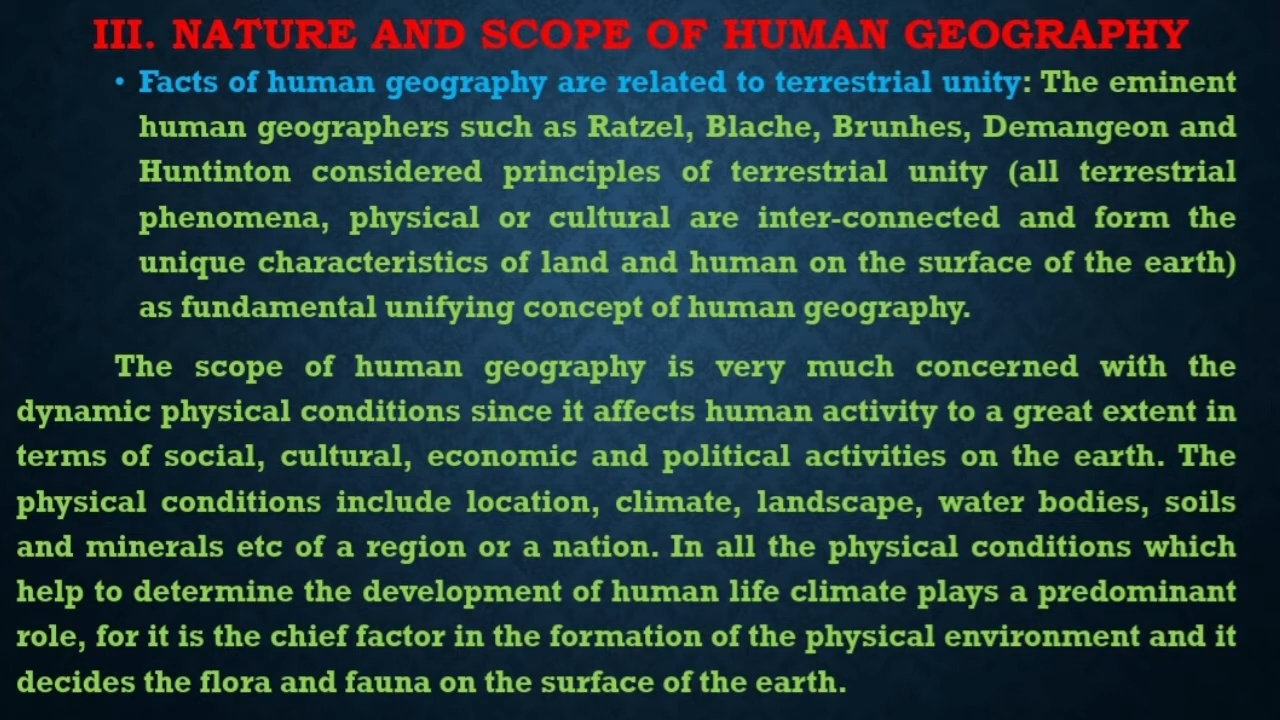 III. NATURE AND SCOPE OF HUMAN GEOGRAPHY
• Facts of human geography are related to terrestrial unity: The eminent
human geographers such as Ratzel, Blache, Brunhes, Demangeon and
Huntinton considered principles of terrestrial unity (all terrestrial
phenomena, physical or cultural are inter-connected and form the
unique characteristics of land and human on the surface of the earth)
as fundamental unifying concept of human geography.
The scope of human geography is very much concerned with the
dynamic physical conditions since it affects human activity to a great extent in
terms of social, cultural, economic and political activities on the earth. The
physical conditions include location, climate, landscape, water bodies, soils
and minerals etc of a region or a nation. In all the physical conditions which
help to determine the development of human life climate plays a predominant
role, for it is the chief factor in the formation of the physical environment and it
decides the flora and fauna on the surface of the earth.